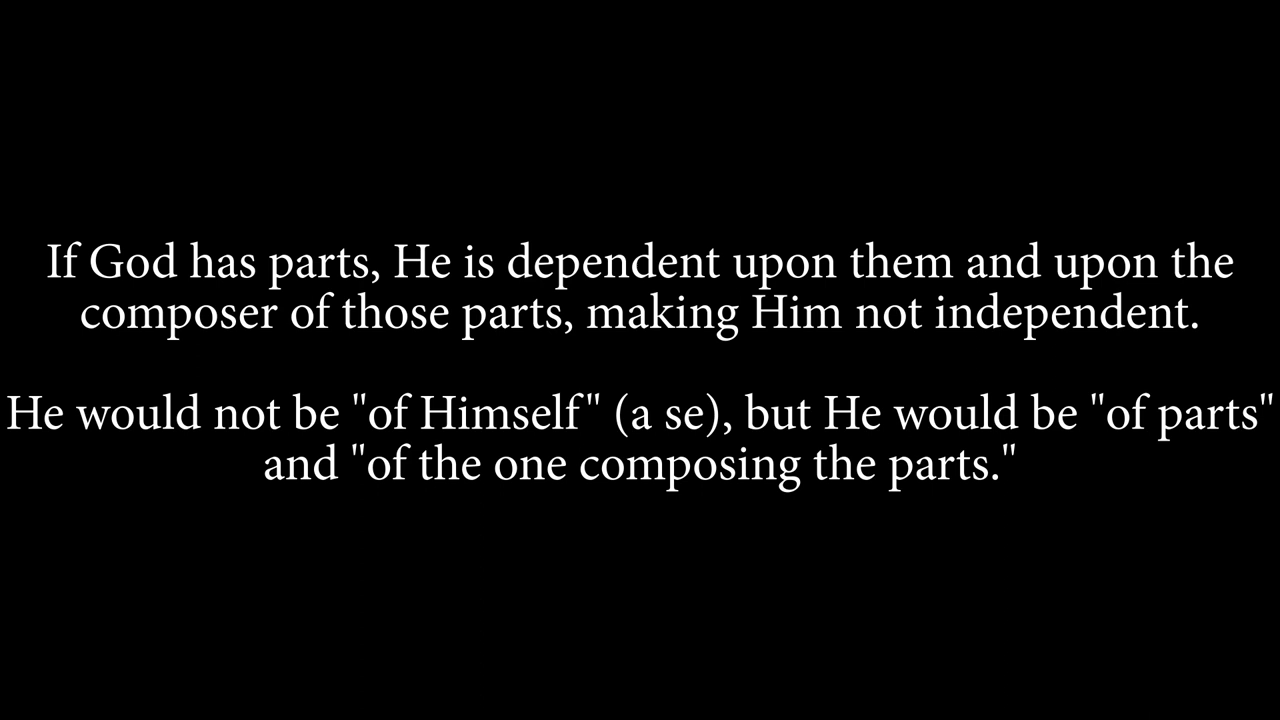 If God has parts, He is dependent upon them and upon the
composer of those parts, making Him not independent.
He would not be "of Himself" (a se), but He would be "of parts"
and "of the one composing the parts."